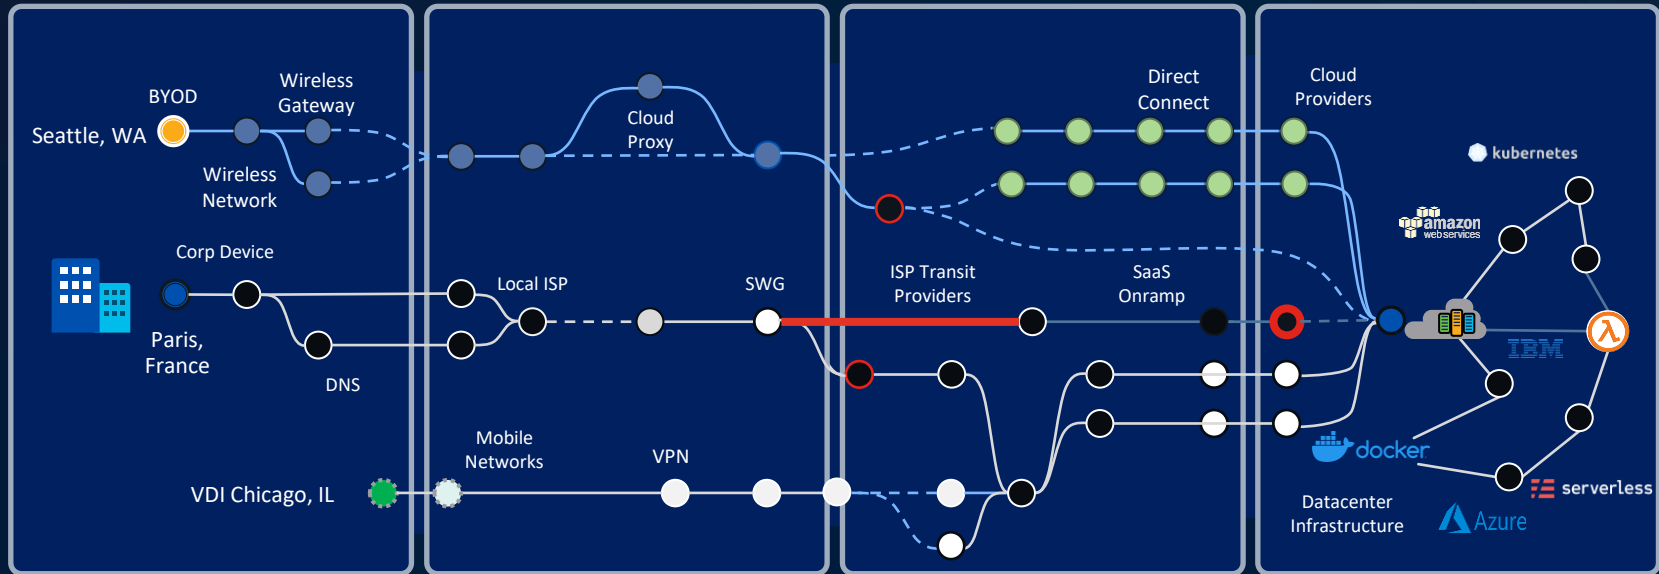 BYOD
Seattle, WA
Wireless
Gateway
Wireless
Network
Corp Device
Paris,
France
DNS
VDI Chicago, IL
Cloud
Proxy
Local ISP
SWG
Mobile
Networks
VPN
Direct
Connect
ISP Transit
Providers
SaaS
Onramp
Cloud
Providers
kubernetes
amazon
webservices
λ
IBM
docker
serverless
Datacenter
Infrastructure
Azure